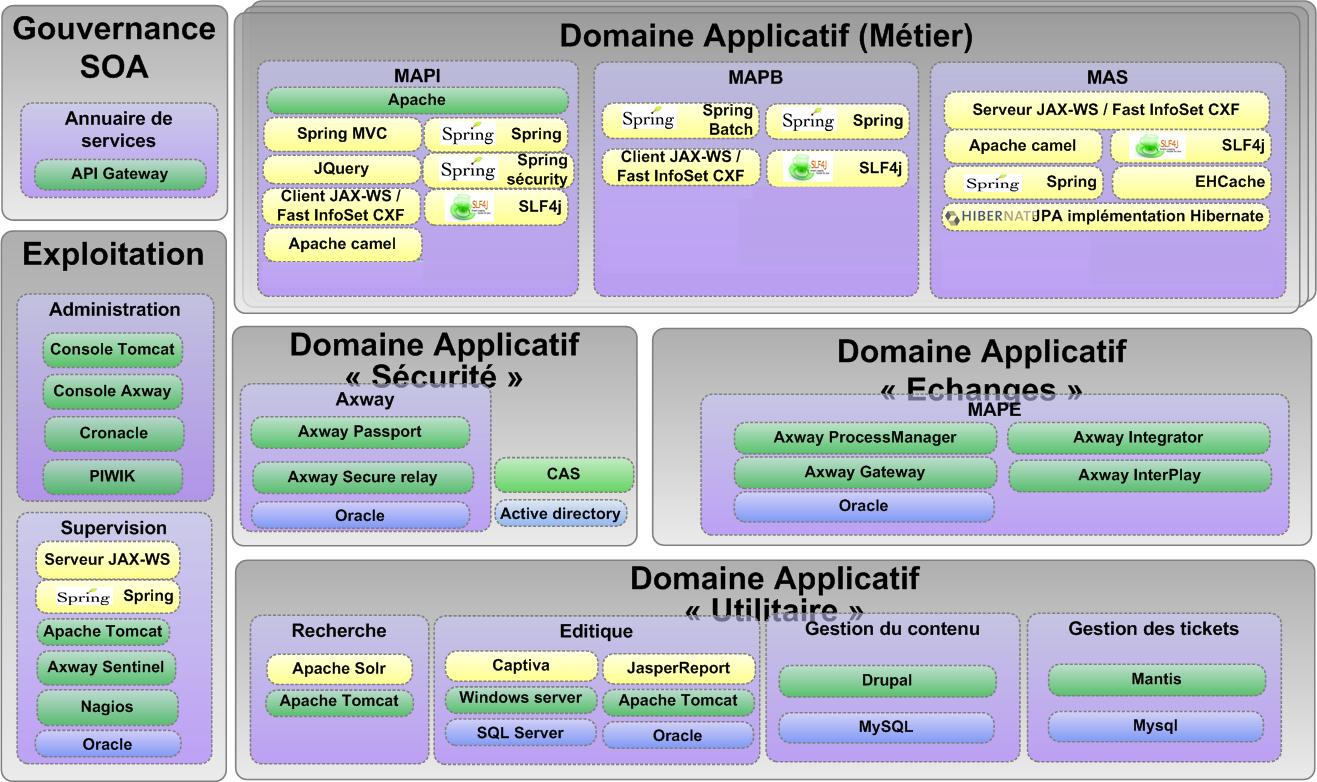 Gouvernance
SOA
Annuaire de
services
API Gateway
Exploitation
Administration
Console Tomcat
Console Axway
Cronacle
PIWIK
Supervision
Serveur JAX-WS
Spring Spring
Apache Tomcat
Axway Sentinel
Nagios
Oracle
Domaine Applicatif (Métier)
MAPI
Apache
Spring MVC
Spring Spring
JQuery
Spring Spring
sécurity
Client JAX-WS /
Fast InfoSet CXF
SLF4J SLF4j
Apache camel
MAPB
Spring Spring
Batch
Spring Spring
Client JAX-WS /
Fast InfoSet CXF
SLF4J SLF4j
MAS
Serveur JAX-WS / Fast InfoSet CXF
Apache camel
SLF4J SLF4j
Spring Spring
EHCache
HIBERNATE JPA implémentation Hibernate
Domaine Applicatif
« Sécurité »
Axway
Axway Passport
Axway Secure relay
Oracle
CAS
Active directory
Domaine Applicatif
« Echanges »
MAPE
Axway ProcessManager
Axway Integrator
Axway Gateway
Axway InterPlay
Oracle
Domaine Applicatif
« Utilitaire »
Recherche
Apache Solr
Apache Tomcat
Editique
Captiva
JasperReport
Windows server
Apache Tomcat
SQL Server
Oracle
Gestion du contenu
Drupal
MySQL
Gestion des tickets
Mantis
Mysql